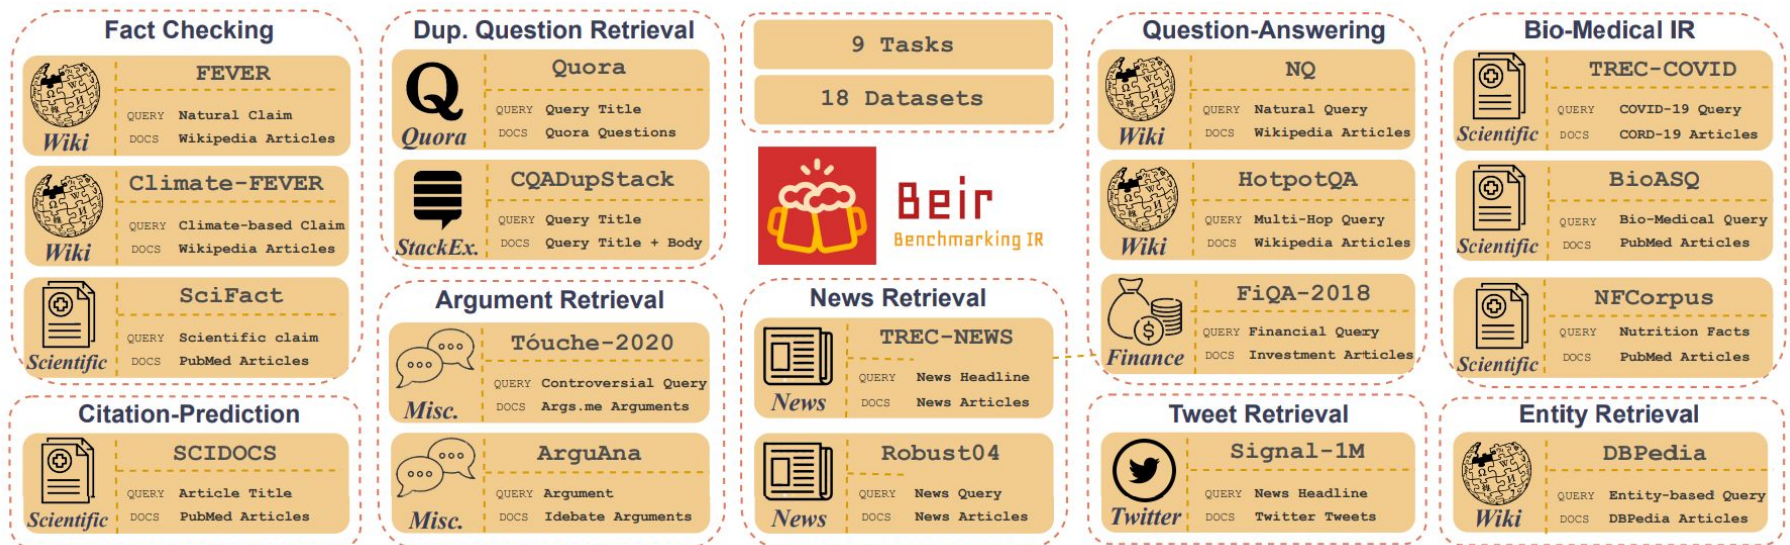 Fact Checking
FEVER
QUERY Natural Claim
DOCS Wikipedia Articles
Wiki
Climate-FEVER
QUERY Climate-based Claim
DOCS Wikipedia Articles
Wiki
SciFact
QUERY Scientific claim
DOCS PubMed Articles
Scientific
Citation-Prediction
SCIDOCS
QUERY Article Title
DOCS PubMed Articles
Scientific
Dup. Question Retrieval
Q
Quora
QUERY Query Title
DOCS Quora Questions
Quora
CQADupStack
QUERY Query Title
DOCS Query Title + Body
StackEx.
Argument Retrieval
Tóuche-2020
QUERY Controversial Query
DOCS Args.me Arguments
Misc.
ArguAna
QUERY Argument
DOCS Idebate Arguments
Misc.
9 Tasks
18 Datasets
Beir
Benchmarking IR
News Retrieval
TREC-NEWS
QUERY News Headline
DOCS News Articles
News
Robust04
QUERY News Query
DOCS News Articles
News
Question-Answering
NQ
QUERY Natural Query
DOCS Wikipedia Articles
Wiki
HotpotQA
QUERY Multi-Hop Query
DOCS Wikipedia Articles
Wiki
FiQA-2018
QUERY Financial Query
DOCS Investment Articles
Finance
Tweet Retrieval
Signal-1M
QUERY News Headline
DOCS Twitter Tweets
Twitter
Bio-Medical IR
TREC-COVID
QUERY COVID-19 Query
DOCS CORD-19 Articles
Scientific
BioASQ
QUERY Bio-Medical Query
DOCS PubMed Articles
Scientific
NFCorpus
QUERY Nutrition Facts
DOCS PubMed Articles
Scientific
Entity Retrieval
DBPedia
QUERY Entity-based Query
DOCS DBPedia Articles
Wiki